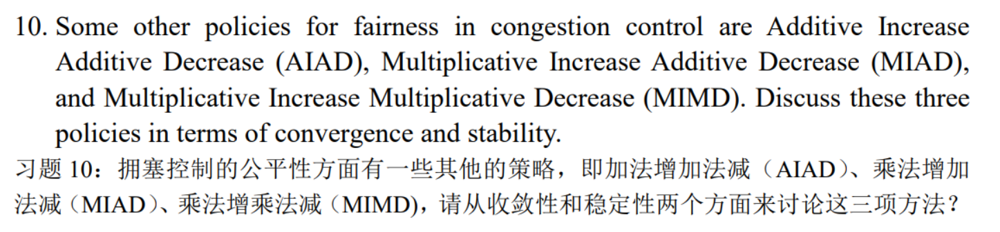 10. Some other policies for fairness in congestion control are Additive Increase
Additive Decrease (AIAD), Multiplicative Increase Additive Decrease (MIAD),
and Multiplicative Increase Multiplicative Decrease (MIMD). Discuss these three
policies in terms of convergence and stability.
习题 10：拥塞控制的公平性方面有一些其他的策略，即加法增加法减（AIAD）、乘法增加
法减（MIAD）、乘法增乘法减（MIMD)，请从收敛性和稳定性两个方面来讨论这三项方法？